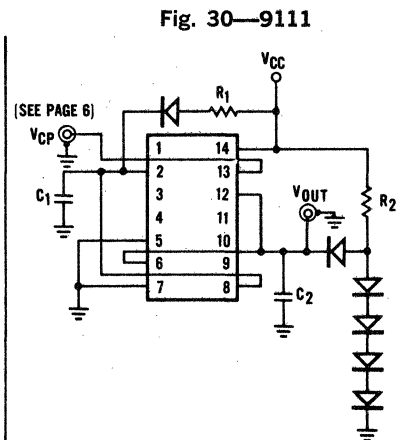 Fig. 30—9111
VCC
(SEE PAGE 6)
VCP
R1
1 14
2 13
3 12
4 11
5 10
6 9
7 8
C1
VOUT
R2
C2